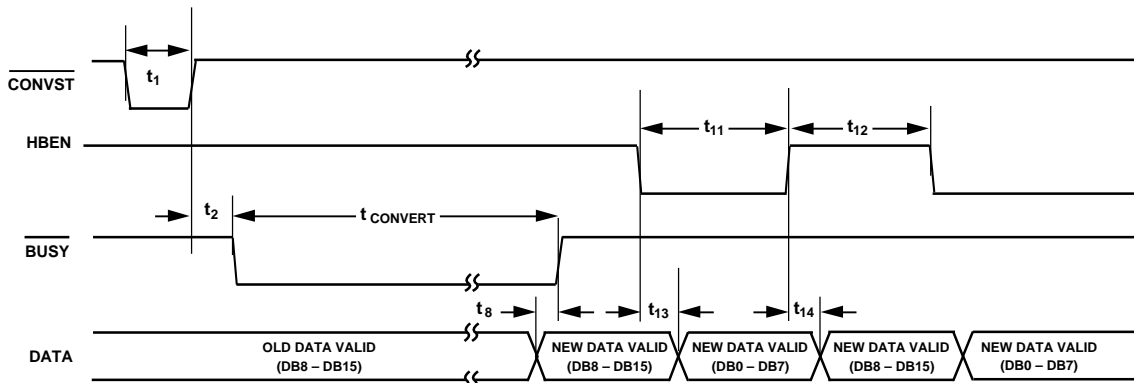 t1
CONVST
HBEN
t11
t12
t2
t CONVERT
BUSY
t8
t13
t14
DATA
OLD DATA VALID
(DB8 – DB15)
NEW DATA VALID
(DB8 – DB15)
NEW DATA VALID
(DB0 – DB7)
NEW DATA VALID
(DB8 – DB15)
NEW DATA VALID
(DB0 – DB7)